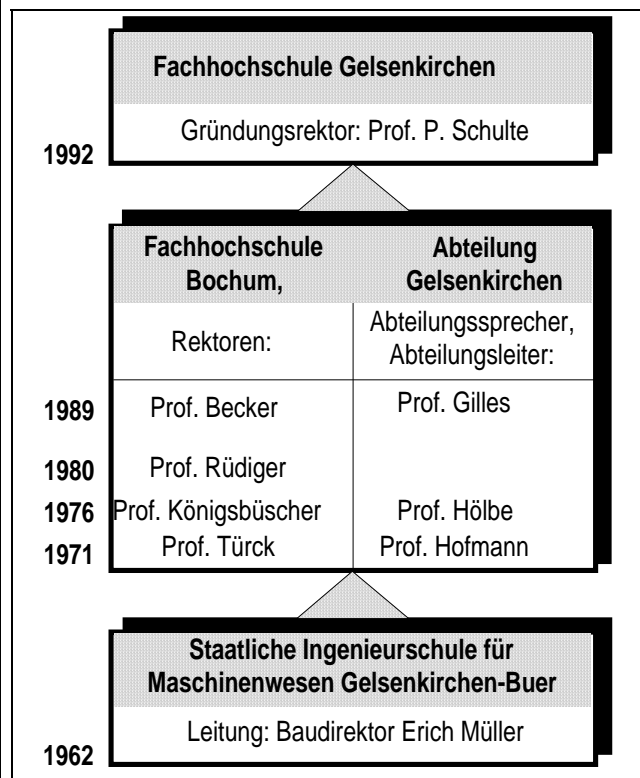 Fachhochschule Gelsenkirchen
Gründungsrektor: Prof. P. Schulte
1992
Fachhochschule Bochum,
Abteilung Gelsenkirchen
Rektoren:
Abteilungssprecher,
Abteilungsleiter:
1989 Prof. Becker Prof. Gilles
1980 Prof. Rüdiger
1976 Prof. Königsbüscher Prof. Hölbe
1971 Prof. Türck Prof. Hofmann
Staatliche Ingenieurschule für
Maschinenwesen Gelsenkirchen-Buer
Leitung: Baudirektor Erich Müller
1962